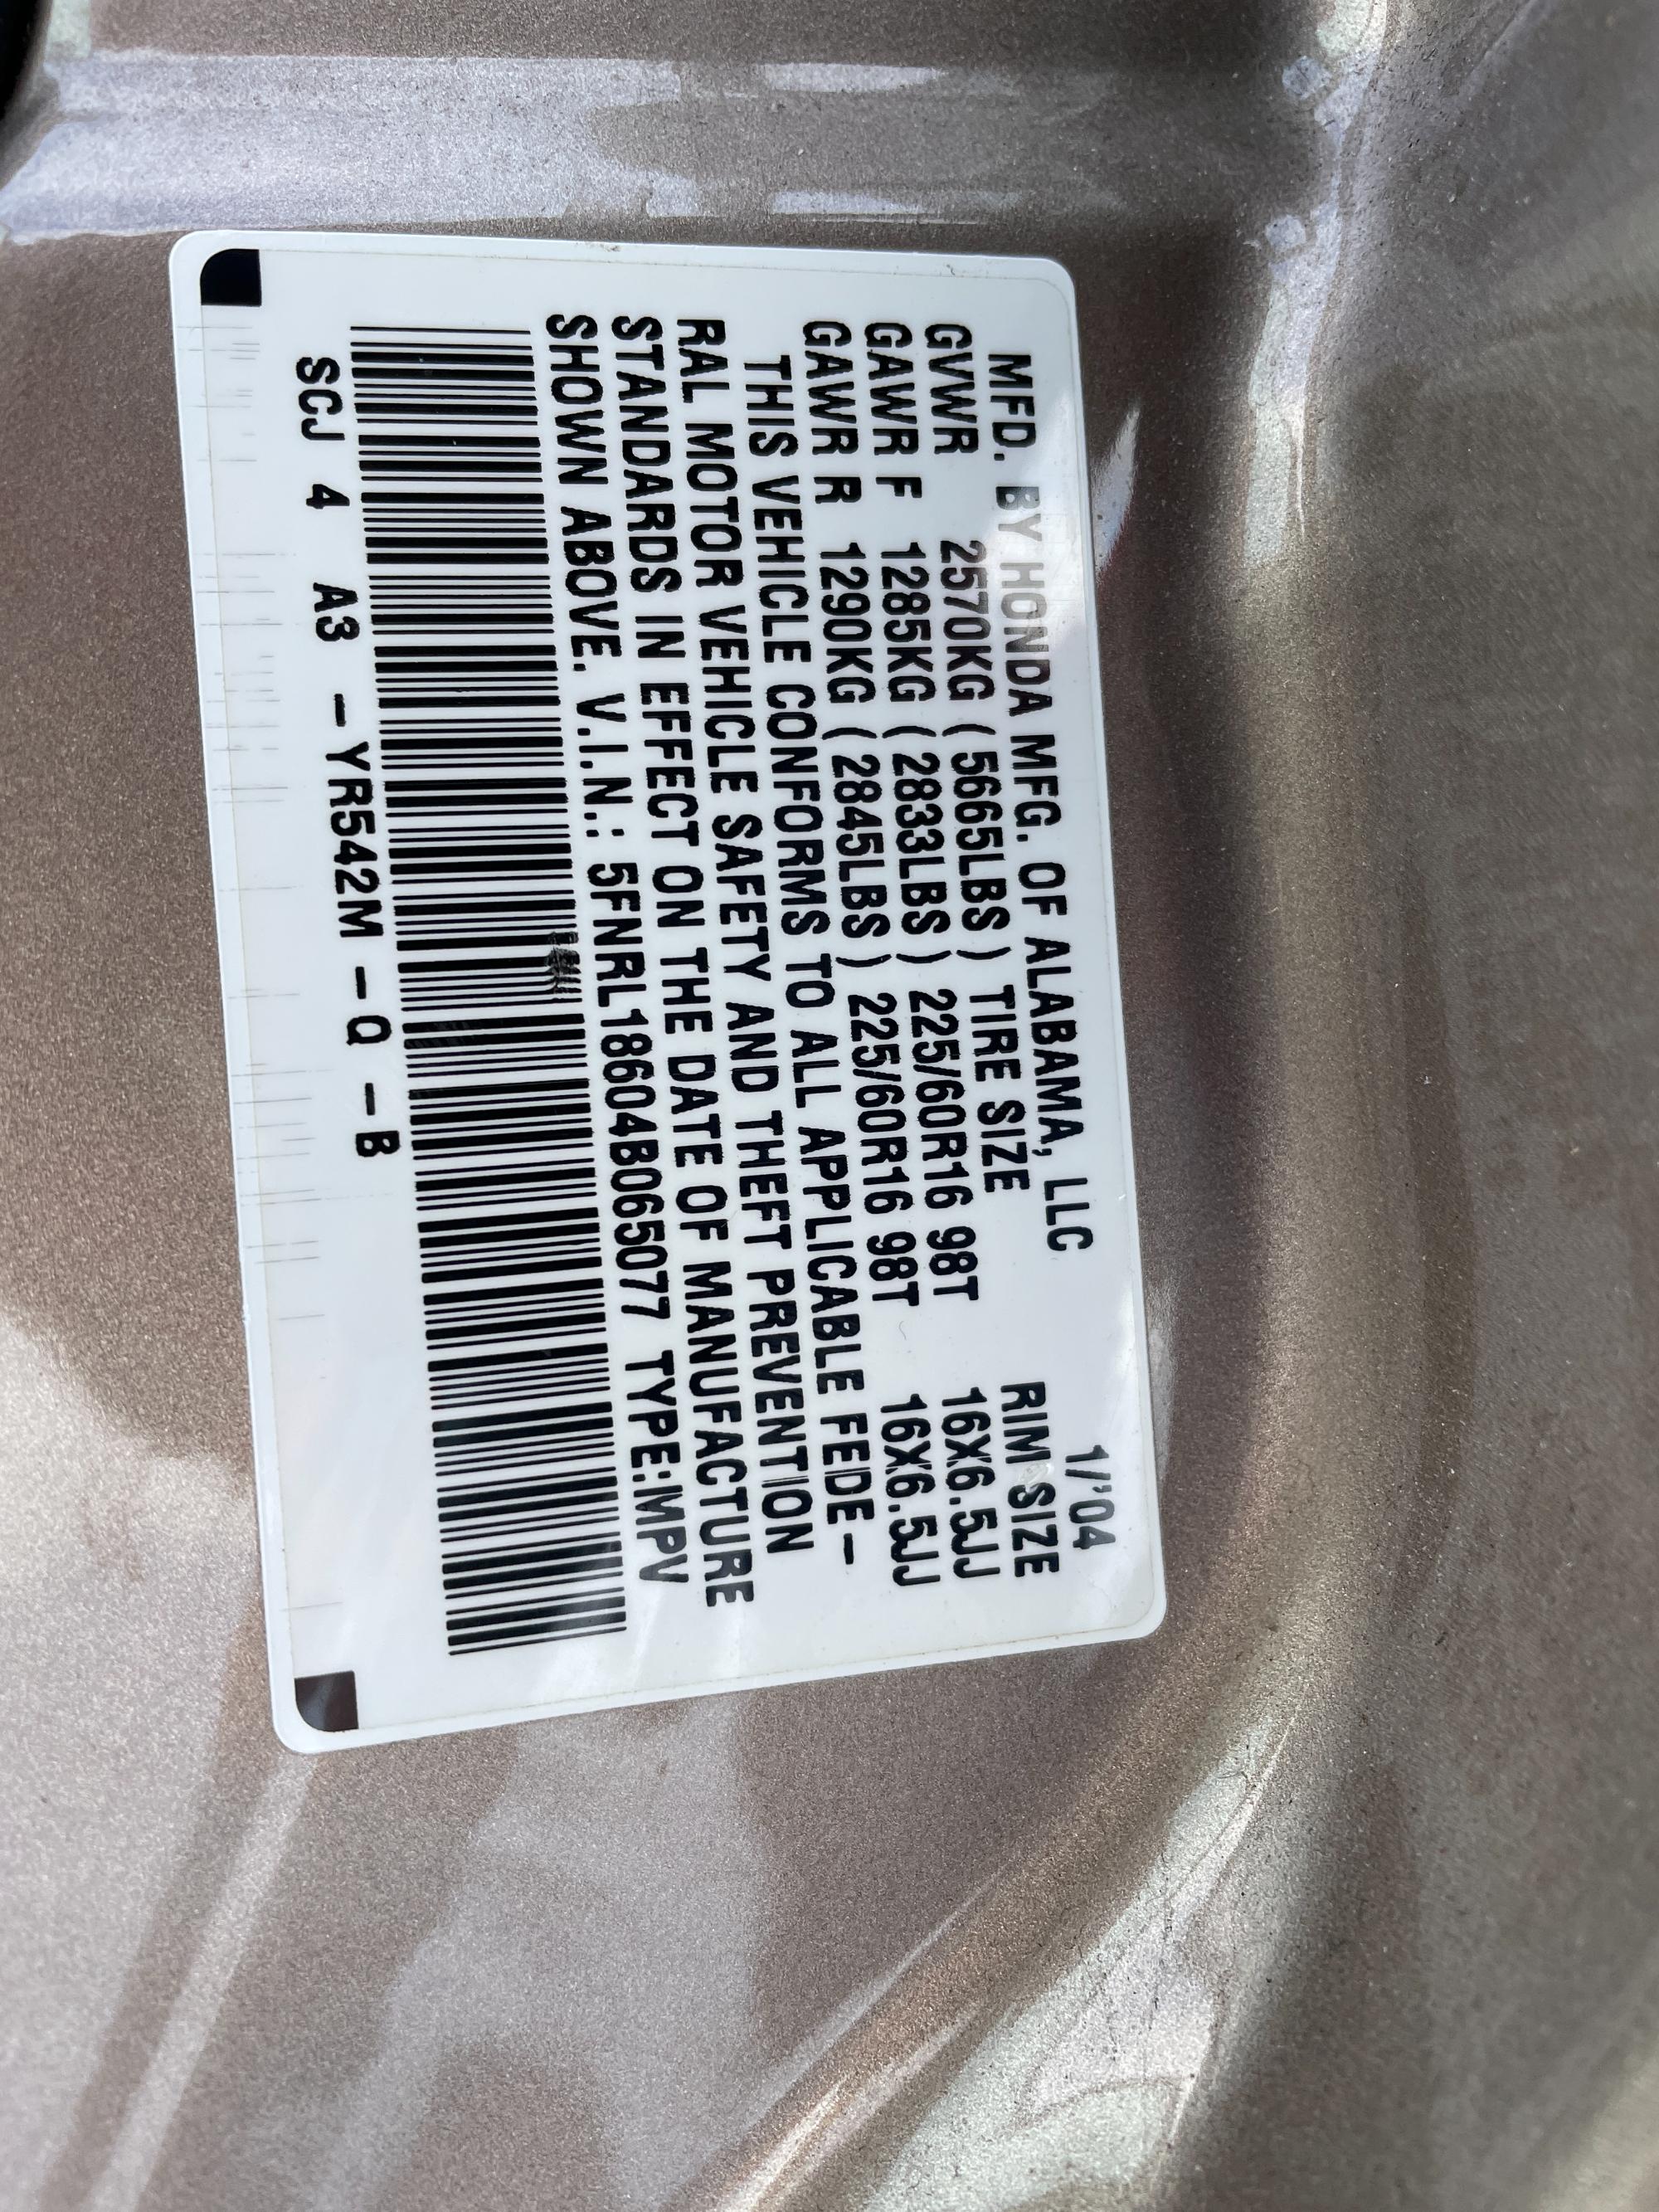 MFD. BY HONDA MFG. OF ALABAMA, LLC 1/'04
GVWR 2570KG ( 5665LBS ) TIRE SIZE RIM SIZE
GAWR F 1285KG ( 2833LBS ) 225/60R16 98T 16X6.5JJ
GAWR R 1290KG ( 2845LBS ) 225/60R16 98T 16X6.5JJ
THIS VEHICLE CONFORMS TO ALL APPLICABLE FEDE-
RAL MOTOR VEHICLE SAFETY AND THEFT PREVENTION
STANDARDS IN EFFECT ON THE DATE OF MANUFACTURE
SHOWN ABOVE. V.I.N.: 5FNRL18604B065077 TYPE:MPV
SCJ 4 A3 - YR542M - Q - B